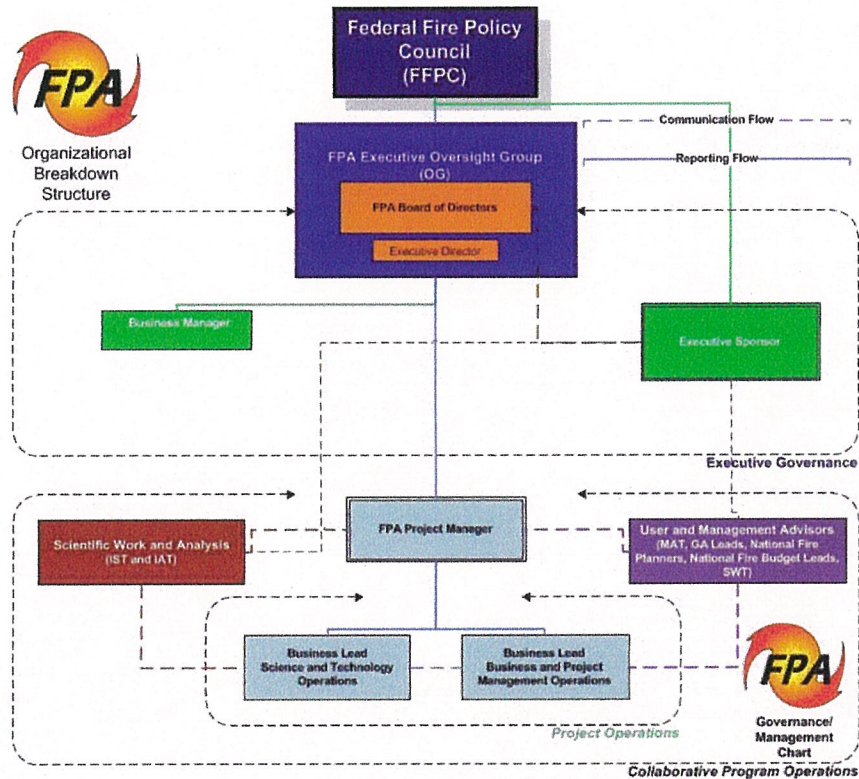 Federal Fire Policy
Council
(FFPC)
FPA
Organizational
Breakdown
Structure
Communication Flow
Reporting Flow
FPA Executive Oversight Group
(OG)
FPA Board of Directors
Executive Director
Business Manager
Executive Sponsor
Executive Governance
FPA Project Manager
Scientific Work and Analysis
(IST and IAT)
User and Management Advisors
(MAT, GA Leads, National Fire
Planners, National Fire Budget Leads,
SWT)
Business Lead
Science and Technology
Operations
Business Lead
Business and Project
Management Operations
Project Operations
FPA
Governance/
Management
Chart
Collaborative Program Operations